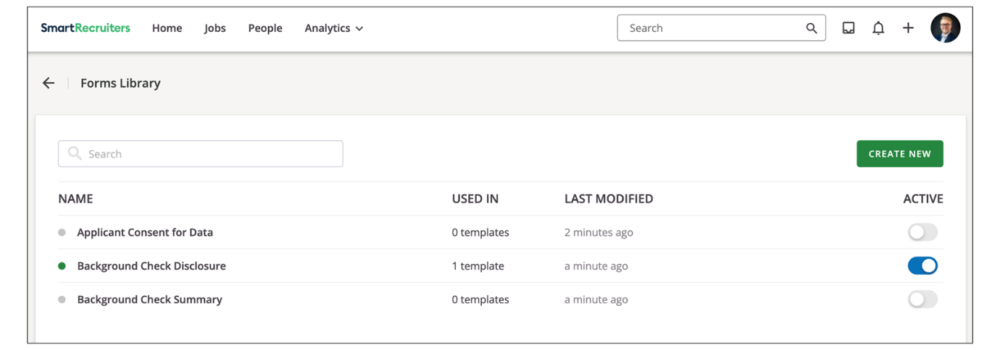 SmartRecruiters Home Jobs People Analytics Search
Forms Library
Search CREATE NEW
NAME USED IN LAST MODIFIED ACTIVE
Applicant Consent for Data 0 templates 2 minutes ago
Background Check Disclosure 1 template a minute ago
Background Check Summary 0 templates a minute ago